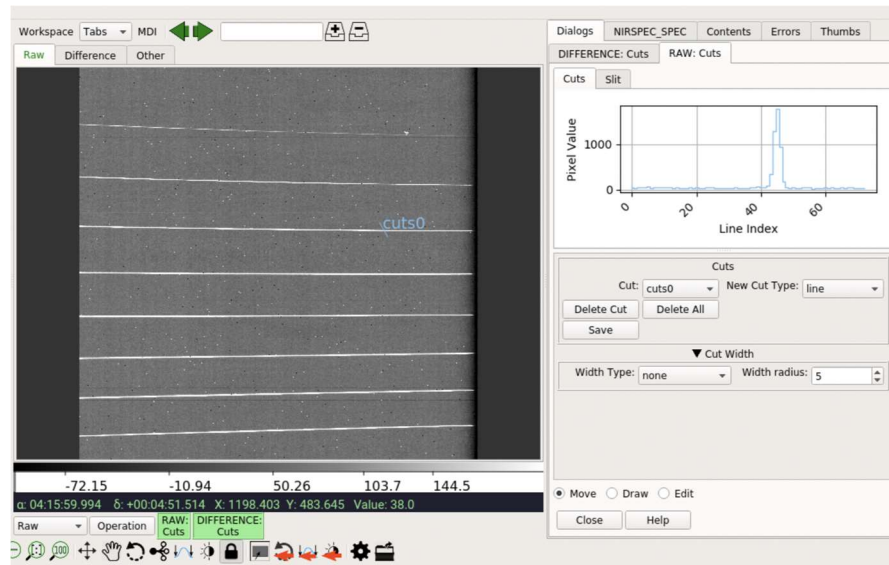 Workspace Tabs MDI
Raw Difference Other
cuts0
-72.15 -10.94 50.26 103.7 144.5
α: 04:15:59.994 δ: +00:04:51.514 X: 1198.403 Y: 483.645 Value: 38.0
Raw Operation RAW: Cuts DIFFERENCE: Cuts
100
Dialogs NIRSPEC_SPEC Contents Errors Thumbs
DIFFERENCE: Cuts RAW: Cuts
Cuts Slit
Pixel Value
1000
0
0 20 40 60
Line Index
Cuts
Cut: cuts0 New Cut Type: line
Delete Cut Delete All
Save
Cut Width
Width Type: none Width radius: 5
Move Draw Edit
Close Help